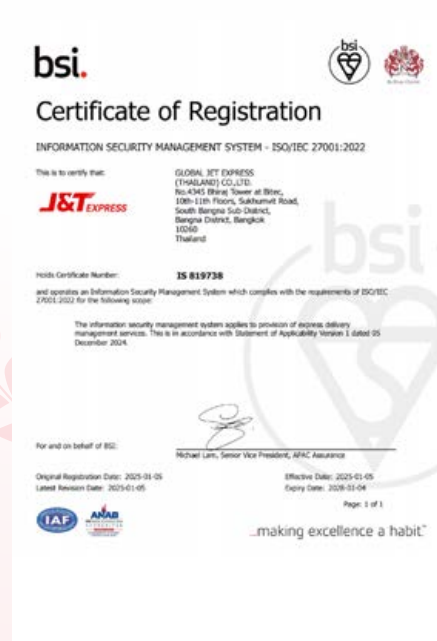 bsi.
bsi
Certificate of Registration
INFORMATION SECURITY MANAGEMENT SYSTEM - ISO/IEC 27001:2022
This is to certify that:
J&T EXPRESS
GLOBAL JET EXPRESS
(THAILAND) CO.,LTD.
No.4345 Bhiraj Tower at Bitec,
10th-11th Floors, Sukhumvit Road,
South Bangna Sub-District,
Bangna District, Bangkok
10260
Thailand
Holds Certificate Number:
IS 819738
and operates an Information Security Management System which complies with the requirements of ISO/IEC
27001:2022 for the following scope:
The information security management system applies to provision of express delivery
management services. This is in accordance with Statement of Applicability Version 1 dated 05
December 2024.
bsi
For and on behalf of BSI:
Michael Lam, Senior Vice President, APAC Assurance
Original Registration Date: 2025-01-05
Effective Date: 2025-01-05
Latest Revision Date: 2025-01-05
Expiry Date: 2028-01-04
Page: 1 of 1
IAF
ANAB
...making excellence a habit.™